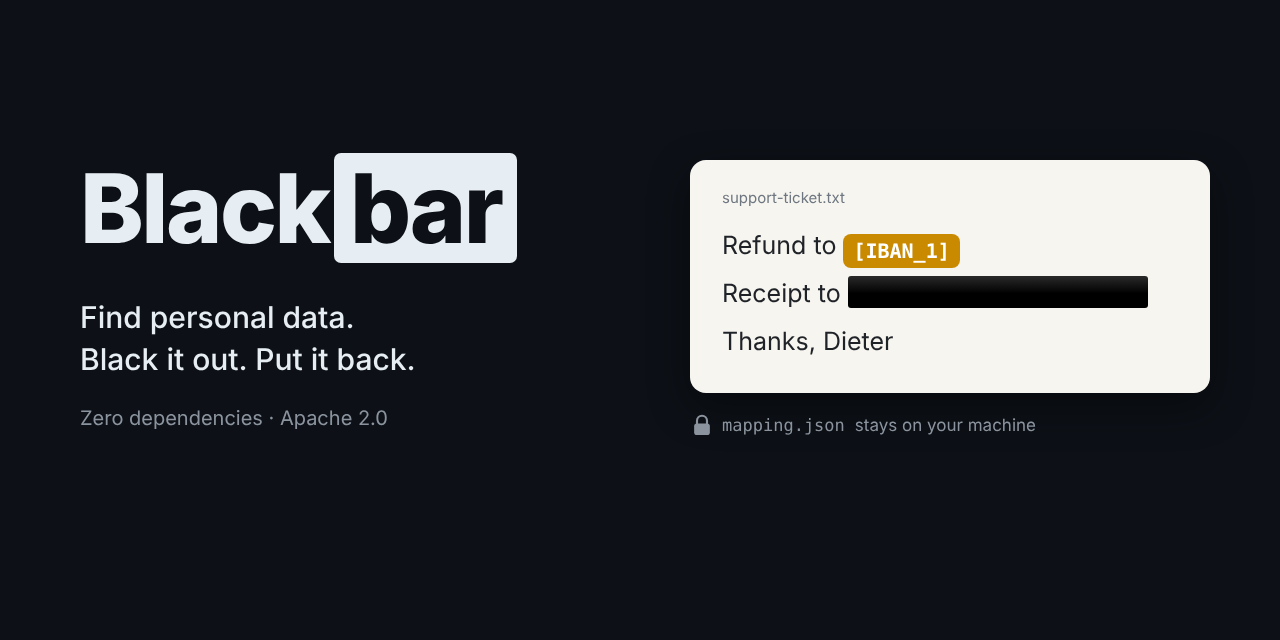 Blackbar
Find personal data.
Black it out. Put it back.
Zero dependencies · Apache 2.0
support-ticket.txt
Refund to [IBAN_1]
Receipt to
Thanks, Dieter
mapping.json stays on your machine